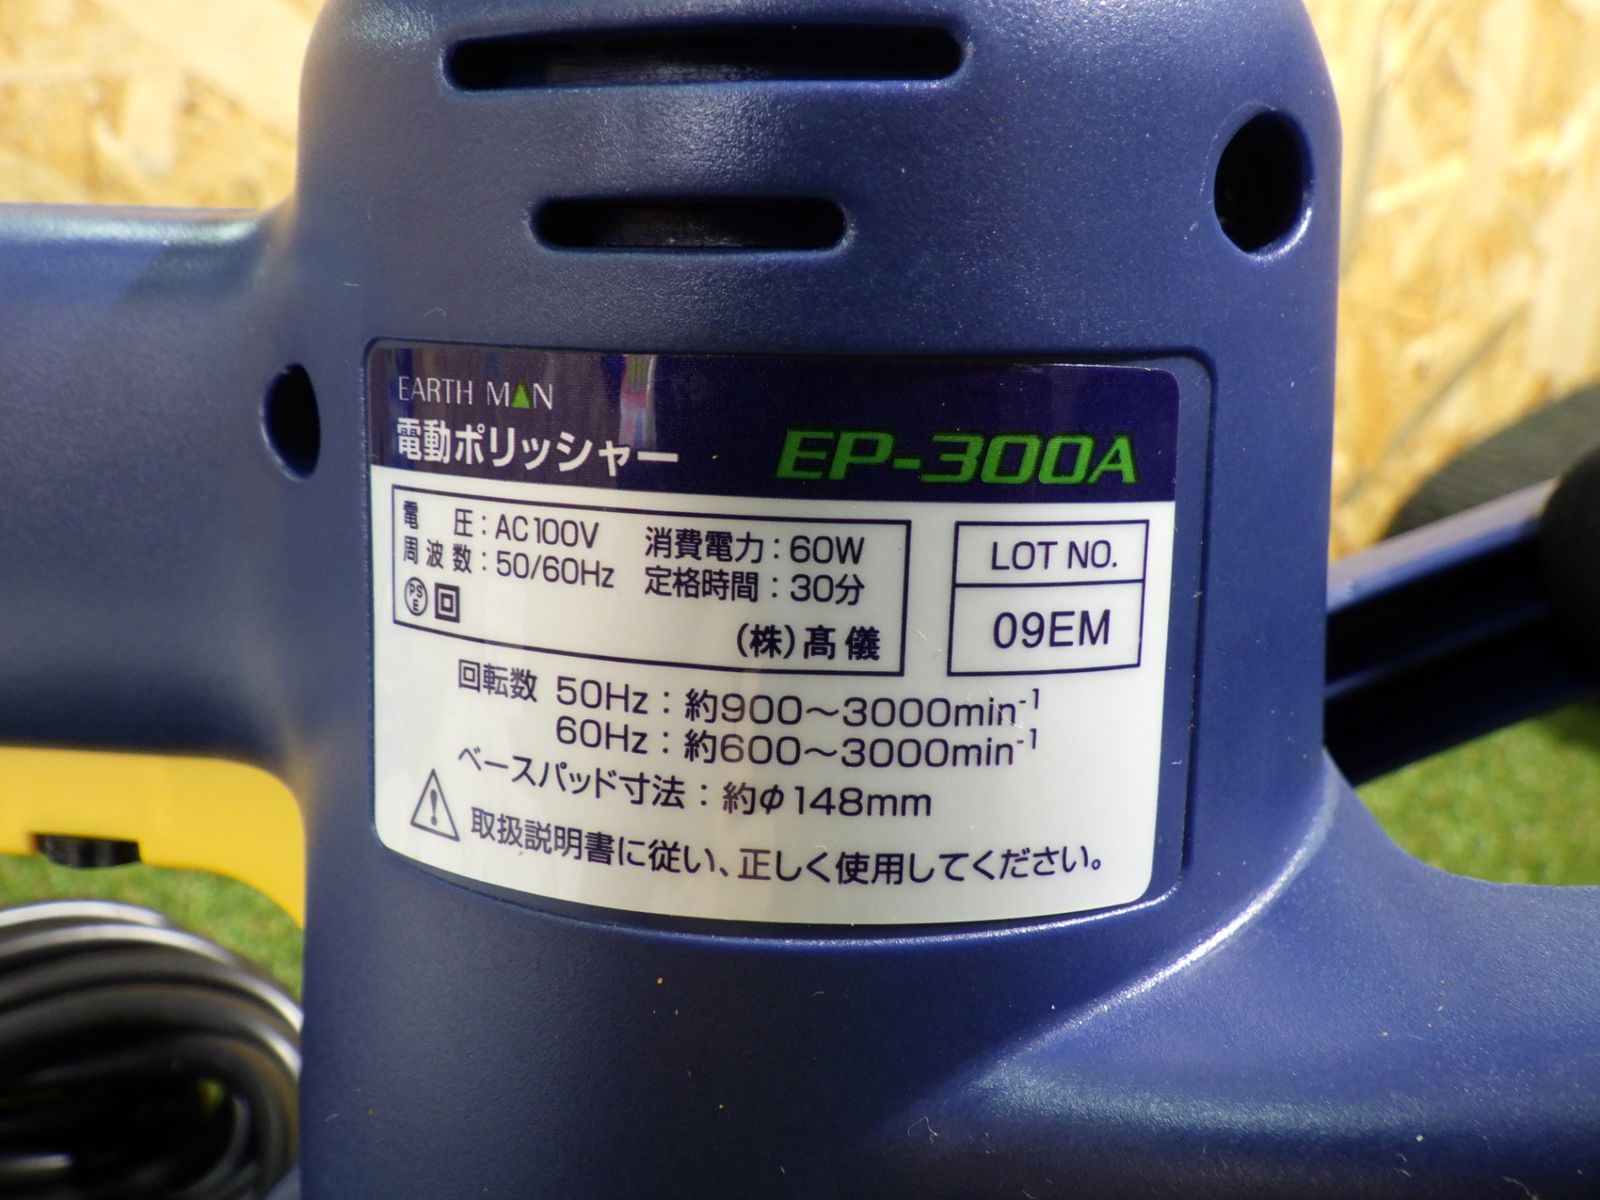 EARTH MAN
電動ポリッシャー
EP-300A
電圧：AC100V
周波数：50/60Hz
消費電力：60W
定格時間：30分
PSE
(株)髙儀
LOT NO.
09EM
回転数 50Hz：約900〜3000min⁻¹
60Hz：約600〜3000min⁻¹
ベースパッド寸法：約φ148mm
取扱説明書に従い、正しく使用してください。